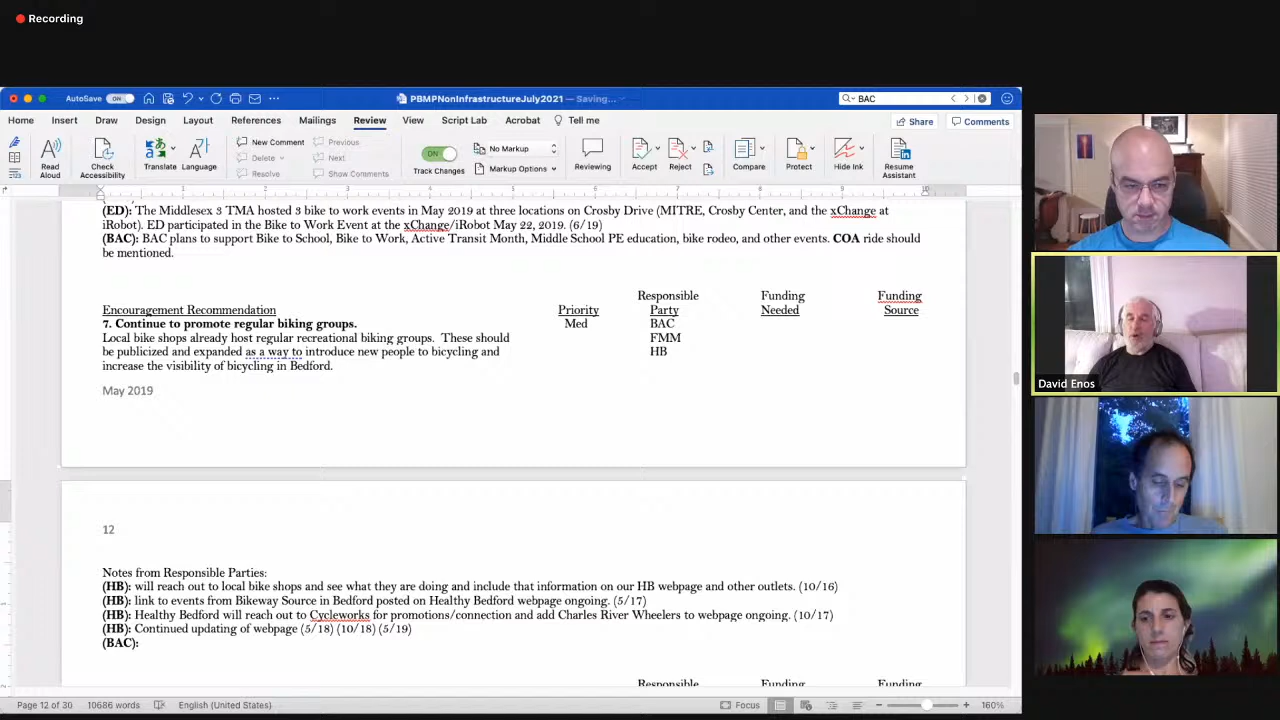 Recording
AutoSave ON PBMPNonInfrastructureJuly2021 — Saving... BAC
Home Insert Draw Design Layout References Mailings Review View Script Lab Acrobat Tell me Share Comments
Read Aloud Check Accessibility Translate Language New Comment Delete Resolve Previous Next Show Comments ON Track Changes No Markup Markup Options Reviewing Accept Reject Compare Protect Hide Ink Resume Assistant
1 2 3 4 5 6 7 8 9 10
(ED): The Middlesex 3 TMA hosted 3 bike to work events in May 2019 at three locations on Crosby Drive (MITRE, Crosby Center, and the xChange at
iRobot). ED participated in the Bike to Work Event at the xChange/iRobot May 22, 2019. (6/19)
(BAC): BAC plans to support Bike to School, Bike to Work, Active Transit Month, Middle School PE education, bike rodeo, and other events. COA ride should
be mentioned.
Responsible Funding Funding
Encouragement Recommendation Priority Party Needed Source
7. Continue to promote regular biking groups. Med BAC
Local bike shops already host regular recreational biking groups. These should FMM
be publicized and expanded as a way to introduce new people to bicycling and HB
increase the visibility of bicycling in Bedford.
May 2019
12
Notes from Responsible Parties:
(HB): will reach out to local bike shops and see what they are doing and include that information on our HB webpage and other outlets. (10/16)
(HB): link to events from Bikeway Source in Bedford posted on Healthy Bedford webpage ongoing. (5/17)
(HB): Healthy Bedford will reach out to Cycleworks for promotions/connection and add Charles River Wheelers to webpage ongoing. (10/17)
(HB): Continued updating of webpage (5/18) (10/18) (5/19)
(BAC):
Responsible Funding Funding
Page 12 of 30 10686 words English (United States) Focus 160%
David Enos